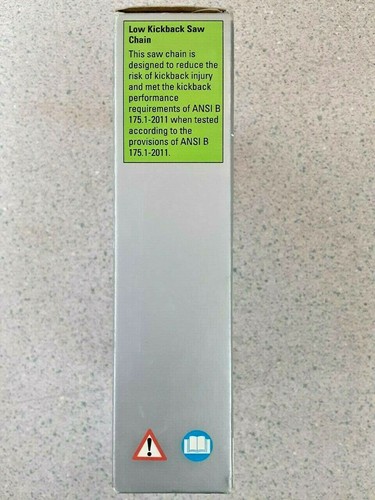 Low Kickback Saw
Chain
This saw chain is
designed to reduce the
risk of kickback injury
and met the kickback
performance
requirements of ANSI B
175.1-2011 when tested
according to the
provisions of ANSI B
175.1-2011.